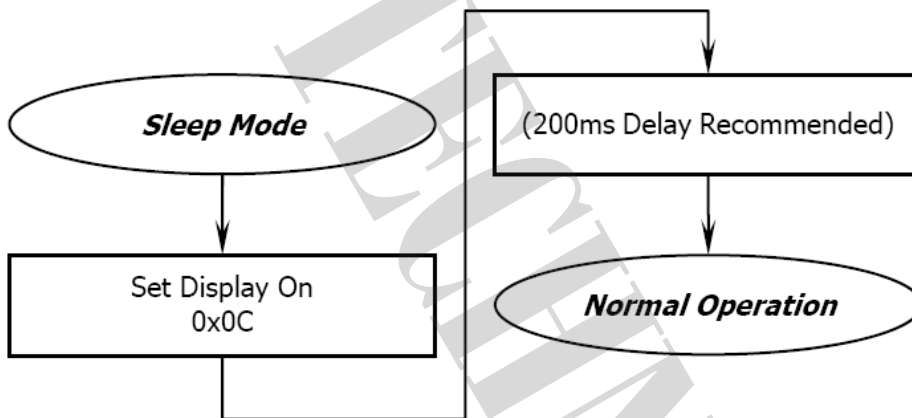 Sleep Mode
Set Display On
0x0C
(200ms Delay Recommended)
Normal Operation